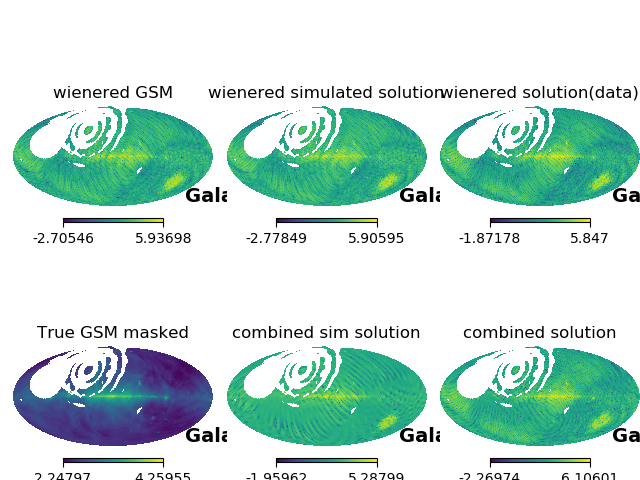 wienered GSM
wienered simulated solution
wienered solution(data)
Gala
Gala
Ga
-2.70546 5.93698
-2.77849 5.90595
-1.87178 5.847
True GSM masked
combined sim solution
combined solution
Gala
Gala
Ga
2.24797 4.25955
-1.95962 5.28799
-2.26974 6.10601